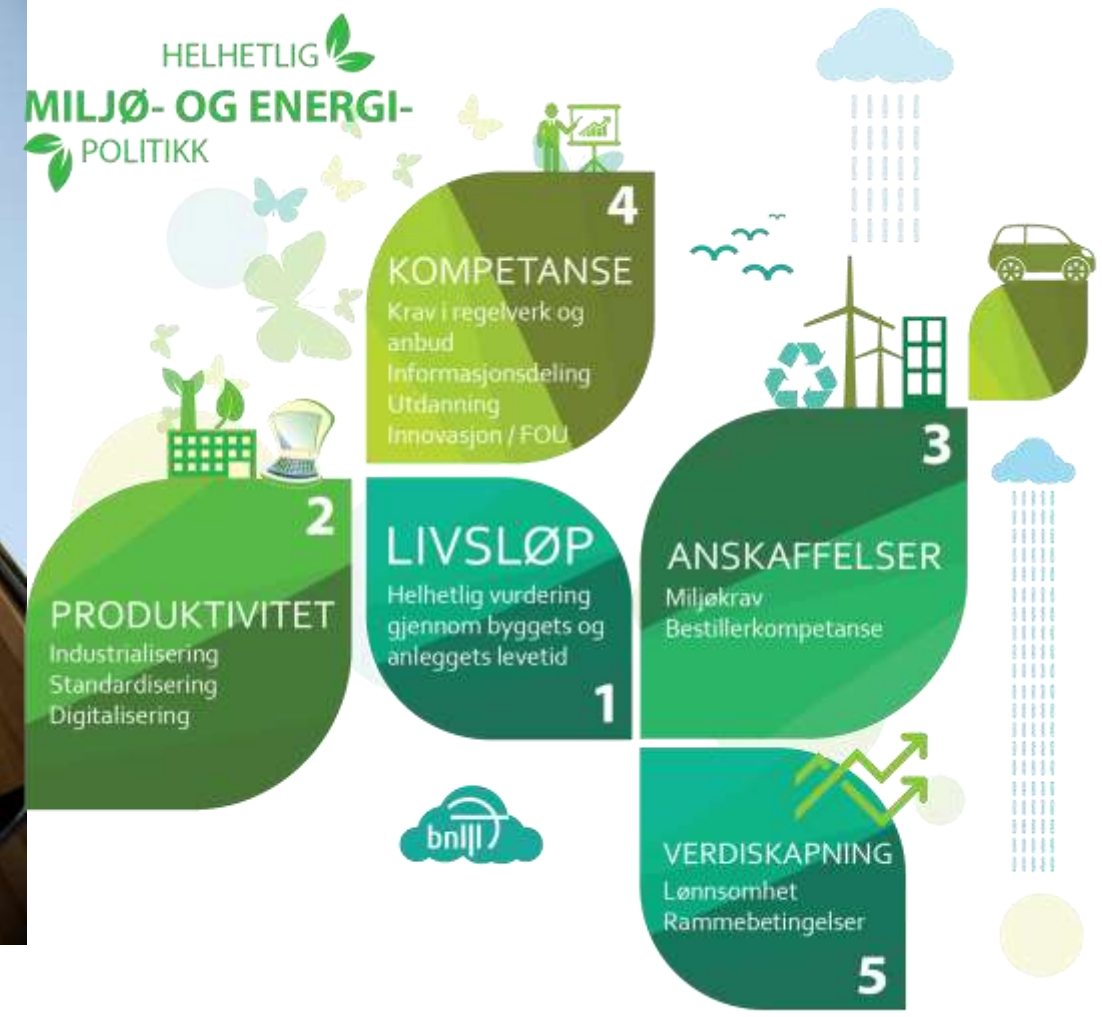 HELHETLIG
MILJØ- OG ENERGI-
POLITIKK
LIVSLØP
Helhetlig vurdering
gjennom byggets og
anleggets levetid
1
2
PRODUKTIVITET
Industrialisering
Standardisering
Digitalisering
3
ANSKAFFELSER
Miljøkrav
Bestillerkompetanse
4
KOMPETANSE
Krav i regelverk og
anbud
Informasjonsdeling
Utdanning
Innovasjon / FOU
VERDISKAPNING
Lønnsomhet
Rammebetingelser
5
bnl